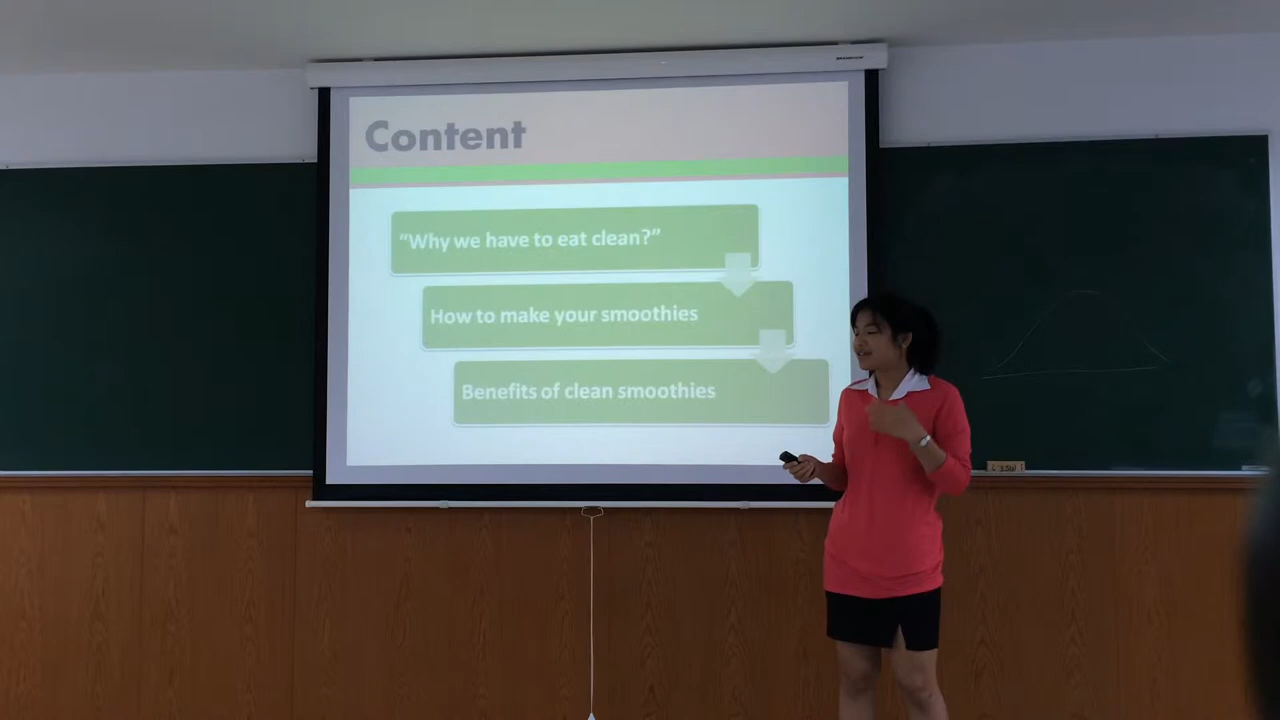 Content
"Why we have to eat clean?"
How to make your smoothies
Benefits of clean smoothies